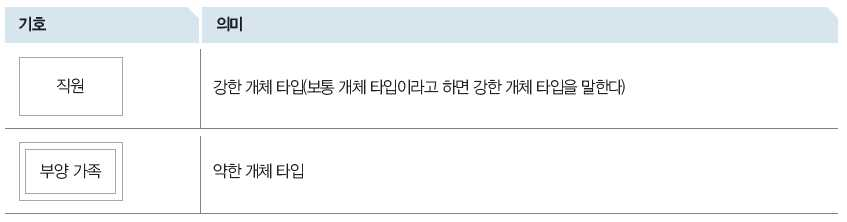 기호 의미
직원 강한 개체 타입(보통 개체 타입이라고 하면 강한 개체 타입을 말한다)
부양 가족 약한 개체 타입